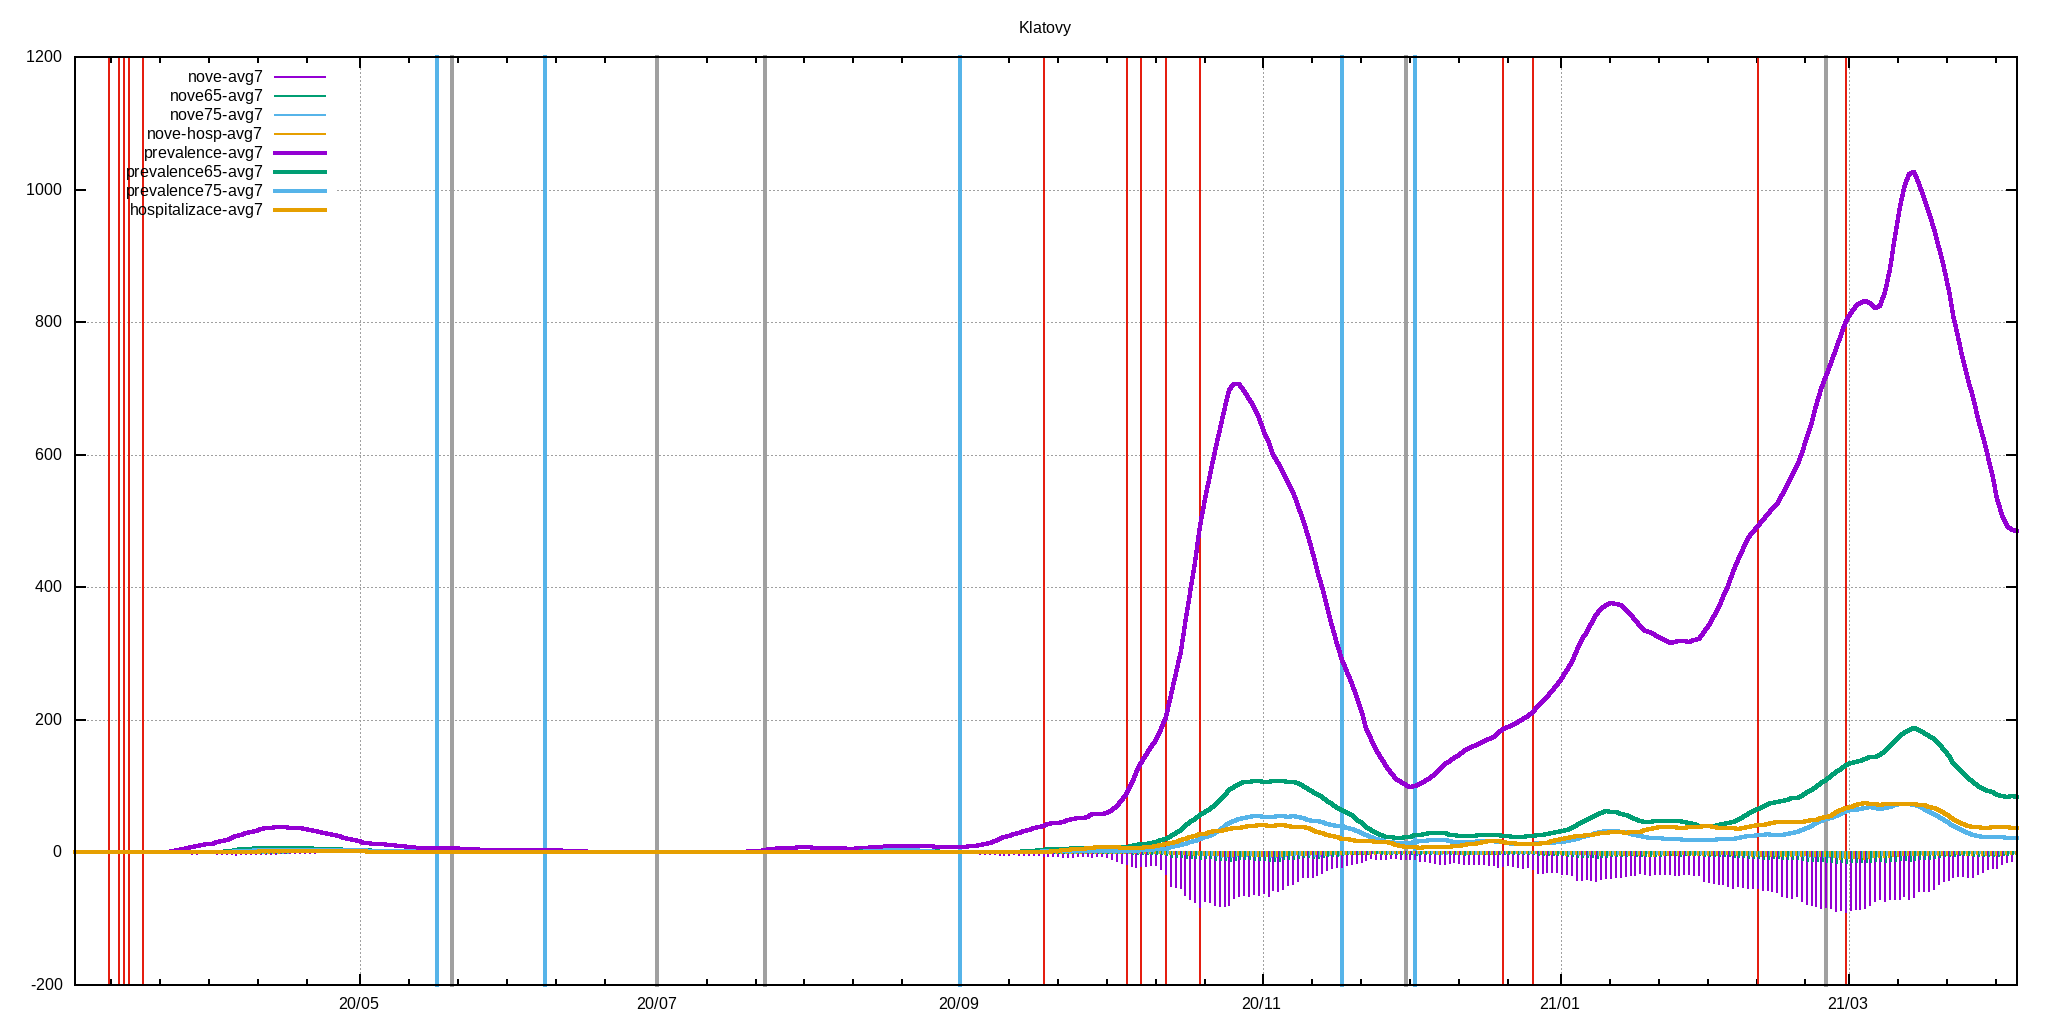 Klatovy
1200
1000
800
600
400
200
0
-200
nove-avg7
nove65-avg7
nove75-avg7
nove-hosp-avg7
prevalence-avg7
prevalence65-avg7
prevalence75-avg7
hospitalizace-avg7
20/05 20/07 20/09 20/11 21/01 21/03